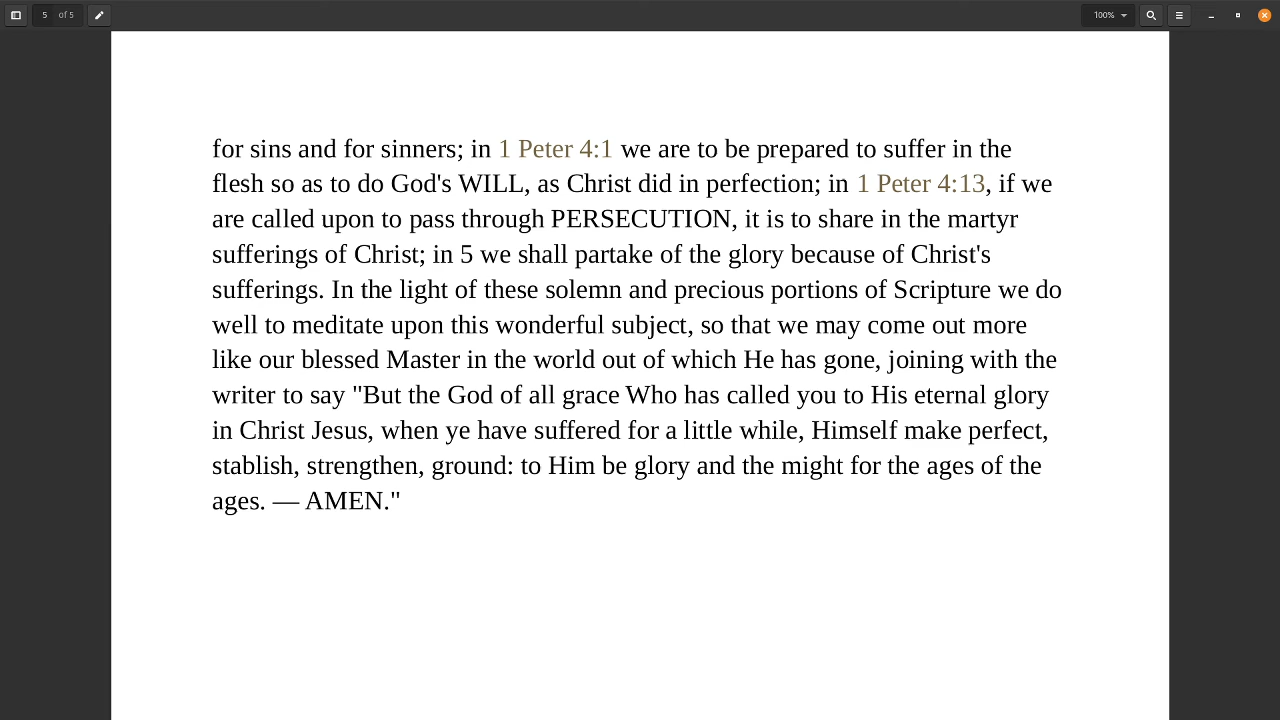 5 of 5
100%
for sins and for sinners; in 1 Peter 4:1 we are to be prepared to suffer in the
flesh so as to do God's WILL, as Christ did in perfection; in 1 Peter 4:13, if we
are called upon to pass through PERSECUTION, it is to share in the martyr
sufferings of Christ; in 5 we shall partake of the glory because of Christ's
sufferings. In the light of these solemn and precious portions of Scripture we do
well to meditate upon this wonderful subject, so that we may come out more
like our blessed Master in the world out of which He has gone, joining with the
writer to say "But the God of all grace Who has called you to His eternal glory
in Christ Jesus, when ye have suffered for a little while, Himself make perfect,
stablish, strengthen, ground: to Him be glory and the might for the ages of the
ages. — AMEN."